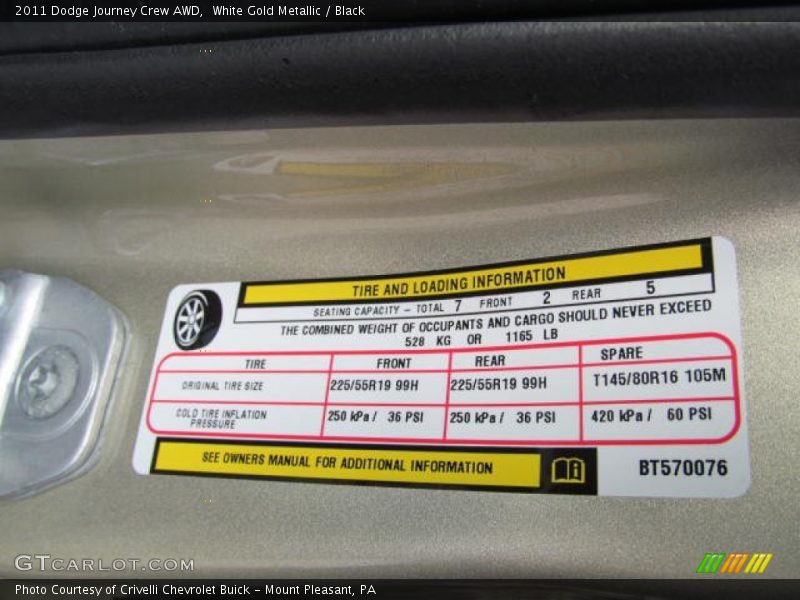 2011 Dodge Journey Crew AWD, White Gold Metallic / Black
TIRE AND LOADING INFORMATION
SEATING CAPACITY – TOTAL 7 FRONT 2 REAR 5
THE COMBINED WEIGHT OF OCCUPANTS AND CARGO SHOULD NEVER EXCEED
528 KG OR 1165 LB
TIRE FRONT REAR SPARE
ORIGINAL TIRE SIZE 225/55R19 99H 225/55R19 99H T145/80R16 105M
COLD TIRE INFLATION PRESSURE 250 kPa / 36 PSI 250 kPa / 36 PSI 420 kPa / 60 PSI
SEE OWNERS MANUAL FOR ADDITIONAL INFORMATION
BT570076
GTCARLOT.COM
Photo Courtesy of Crivelli Chevrolet Buick – Mount Pleasant, PA